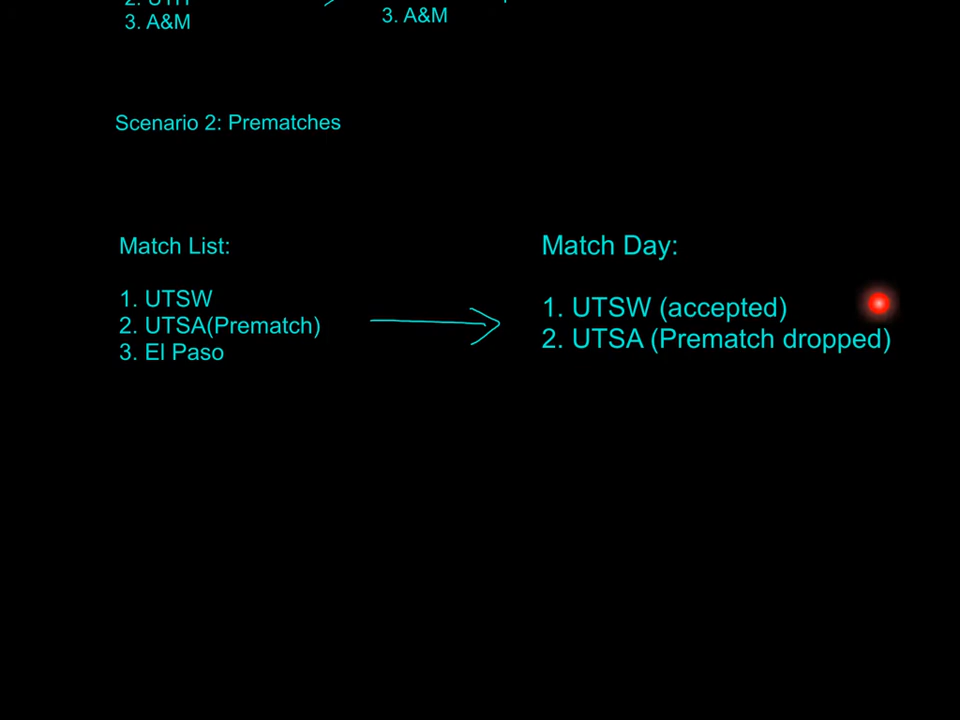 3. A&M
3. A&M
Scenario 2: Prematches
Match List:
1. UTSW
2. UTSA(Prematch)
3. El Paso
Match Day:
1. UTSW (accepted)
2. UTSA (Prematch dropped)